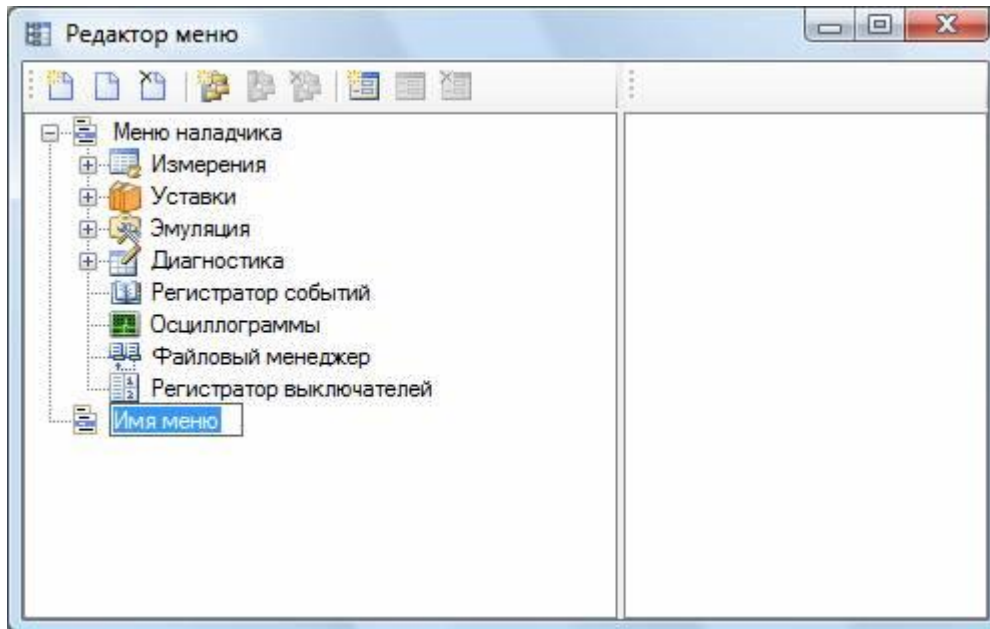 Редактор меню
Меню наладчика
Измерения
Уставки
Эмуляция
Диагностика
Регистратор событий
Осциллограммы
Файловый менеджер
Регистратор выключателей
Имя меню